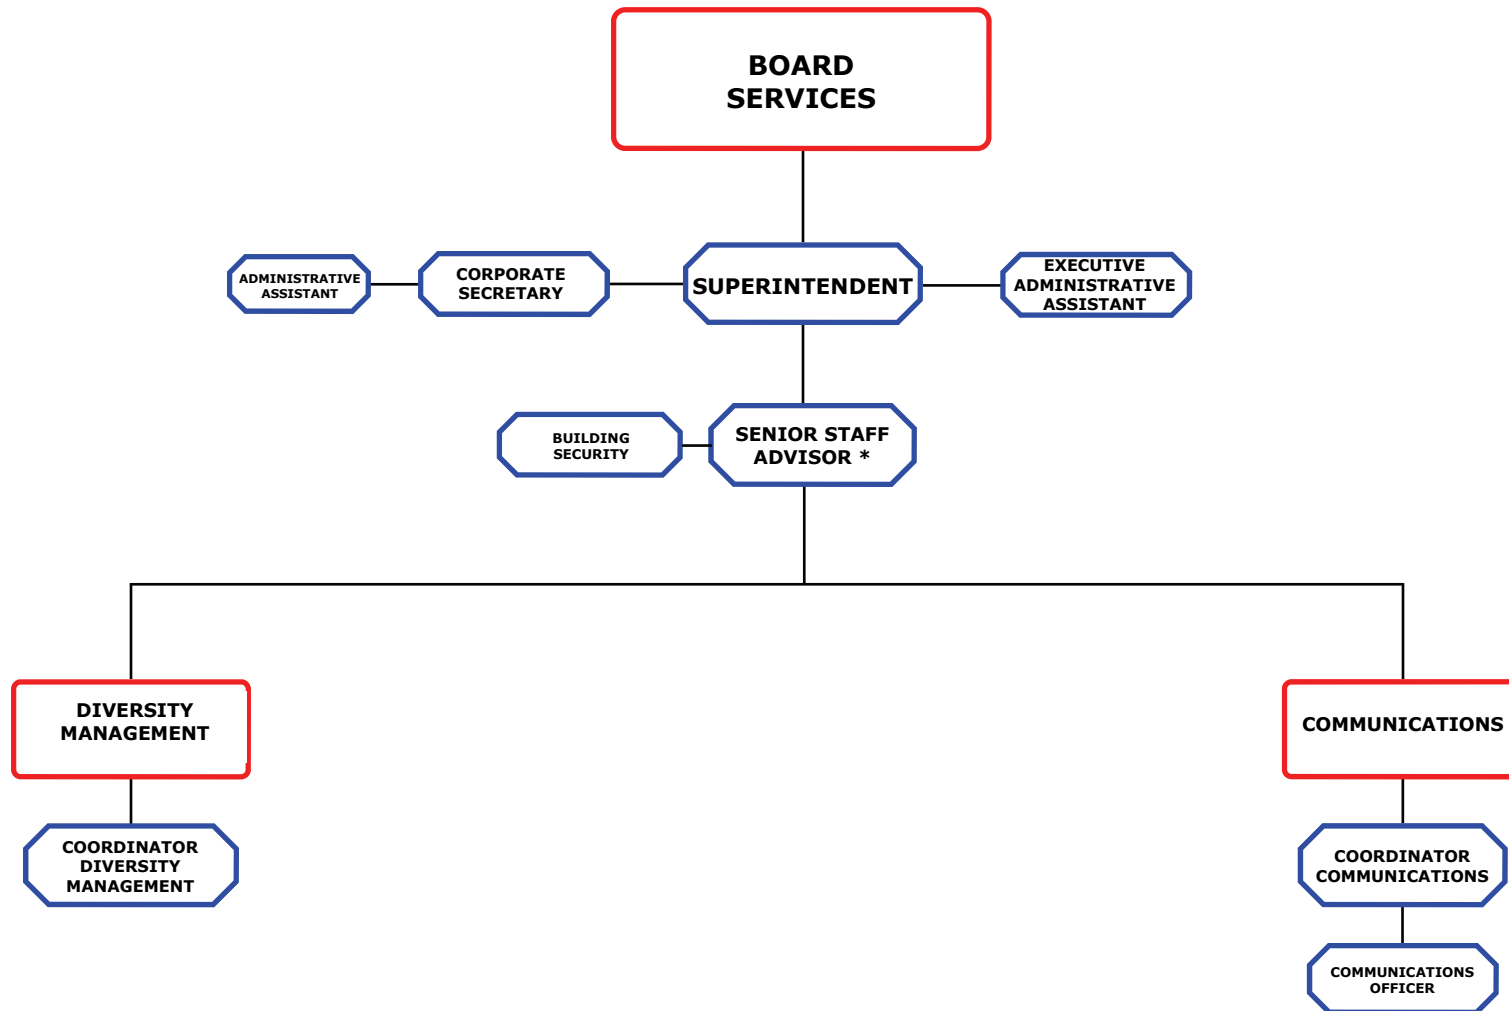 BOARD
SERVICES
ADMINISTRATIVE
ASSISTANT
CORPORATE
SECRETARY
SUPERINTENDENT
EXECUTIVE
ADMINISTRATIVE
ASSISTANT
BUILDING
SECURITY
SENIOR STAFF
ADVISOR *
DIVERSITY
MANAGEMENT
COMMUNICATIONS
COORDINATOR
DIVERSITY
MANAGEMENT
COORDINATOR
COMMUNICATIONS
COMMUNICATIONS
OFFICER